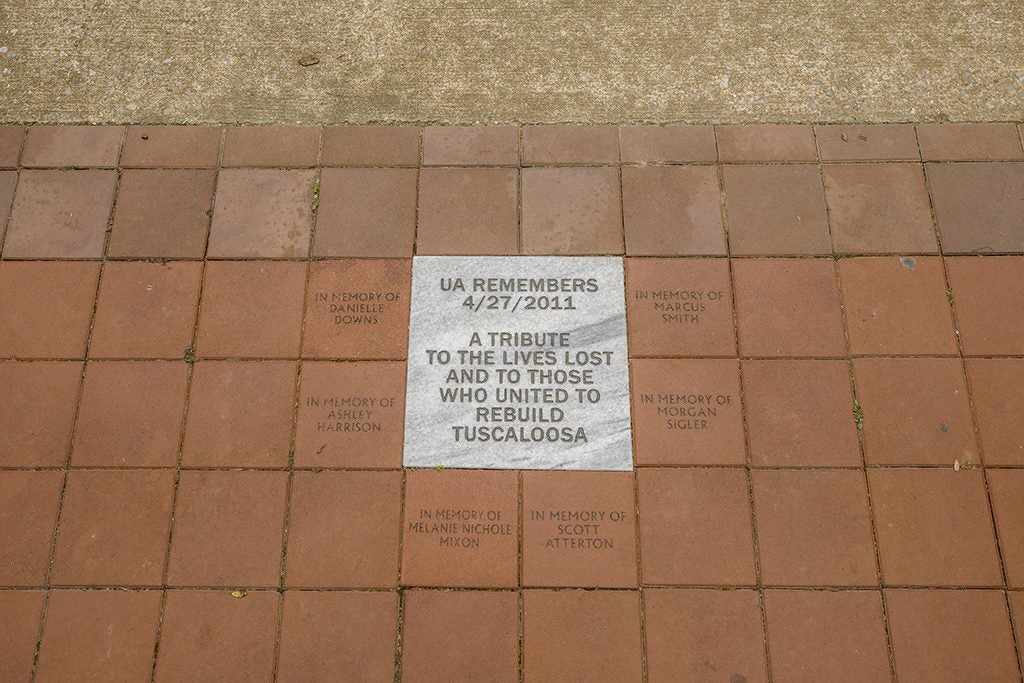 UA REMEMBERS
4/27/2011
A TRIBUTE
TO THE LIVES LOST
AND TO THOSE
WHO UNITED TO
REBUILD
TUSCALOOSA
IN MEMORY OF
DANIELLE
DOWNS
IN MEMORY OF
MARCUS
SMITH
IN MEMORY OF
ASHLEY
HARRISON
IN MEMORY OF
MORGAN
SIGLER
IN MEMORY OF
MELANIE NICHOLE
MIXON
IN MEMORY OF
SCOTT
ATTERTON